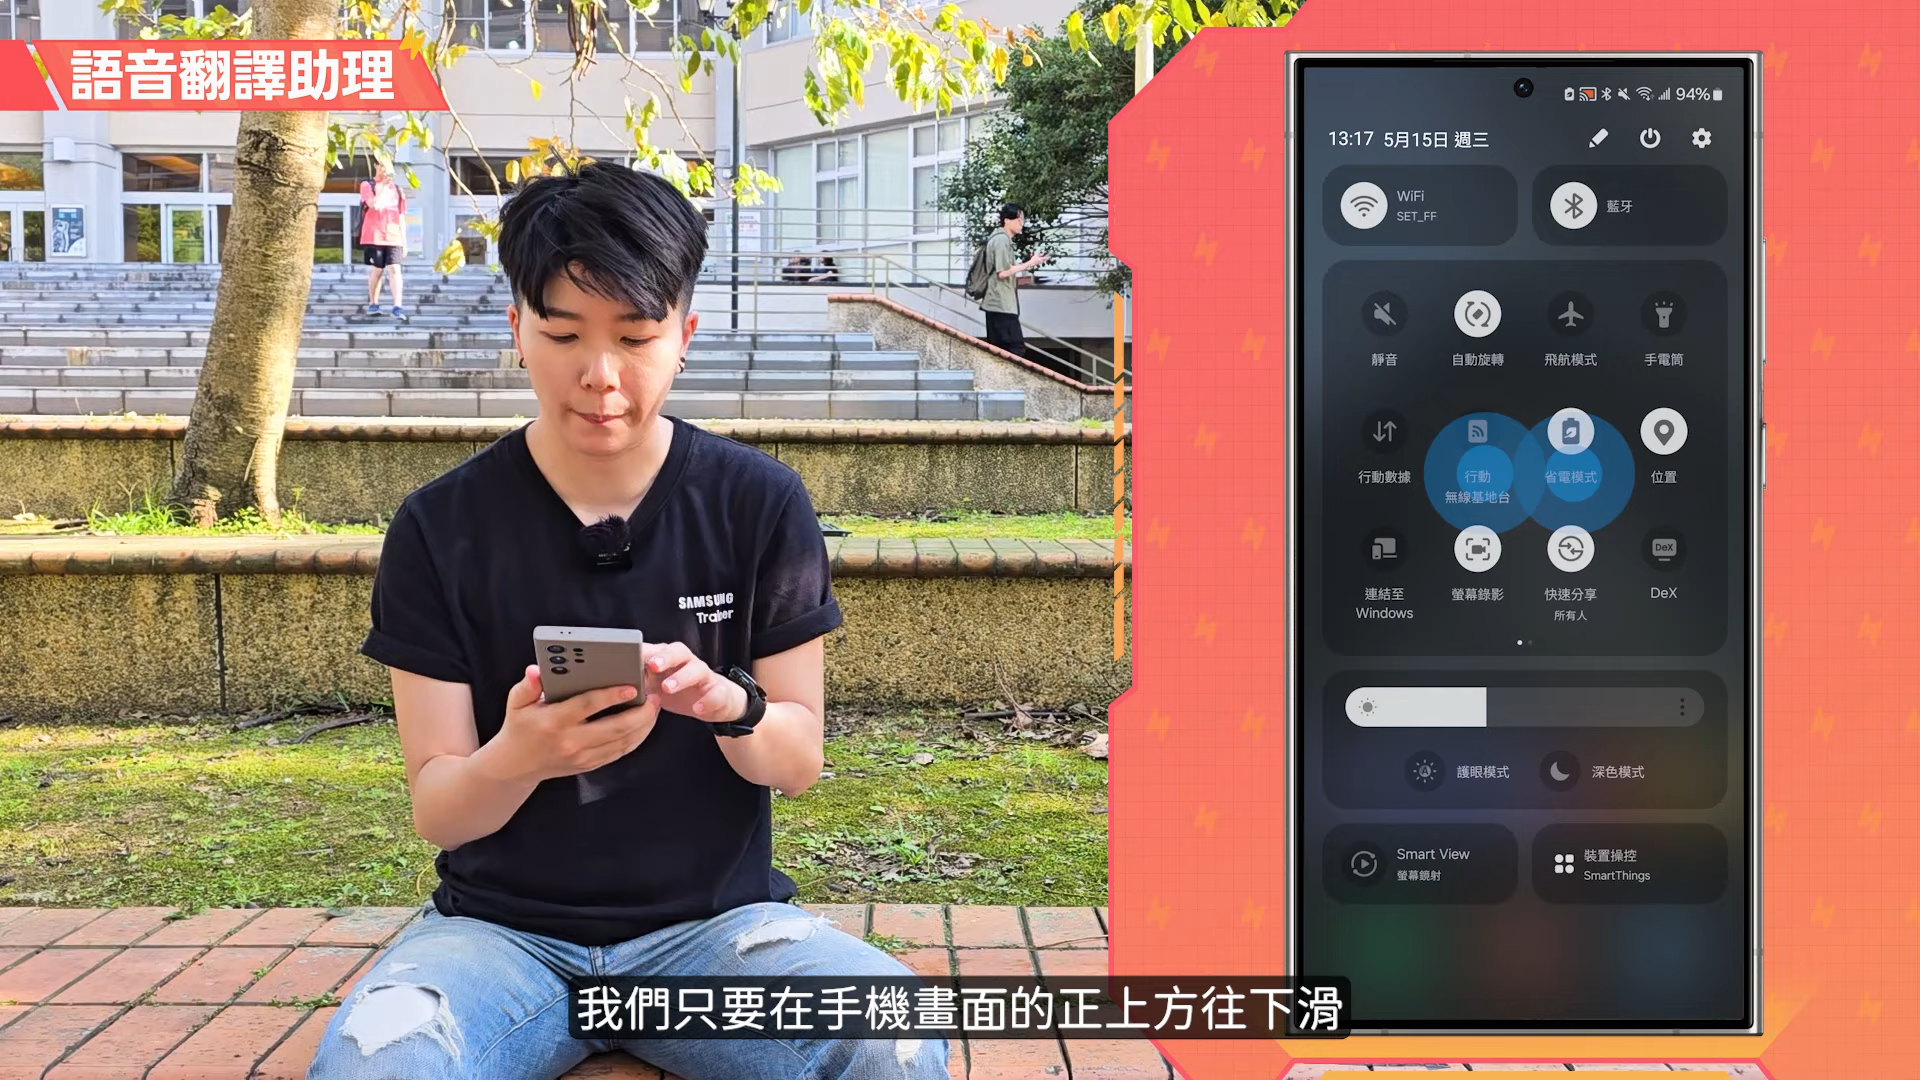 語音翻譯助理
SAMSUNG
94%
13:17 5月15日 週三
WiFi
SET_FF
藍牙
靜音
自動旋轉
飛航模式
手電筒
行動數據
行動
無線基地台
省電模式
位置
連結至
Windows
螢幕錄影
快速分享
所有人
DeX
DeX
護眼模式
深色模式
Smart View
螢幕鏡射
裝置操控
SmartThings
我們只要在手機畫面的正上方往下滑